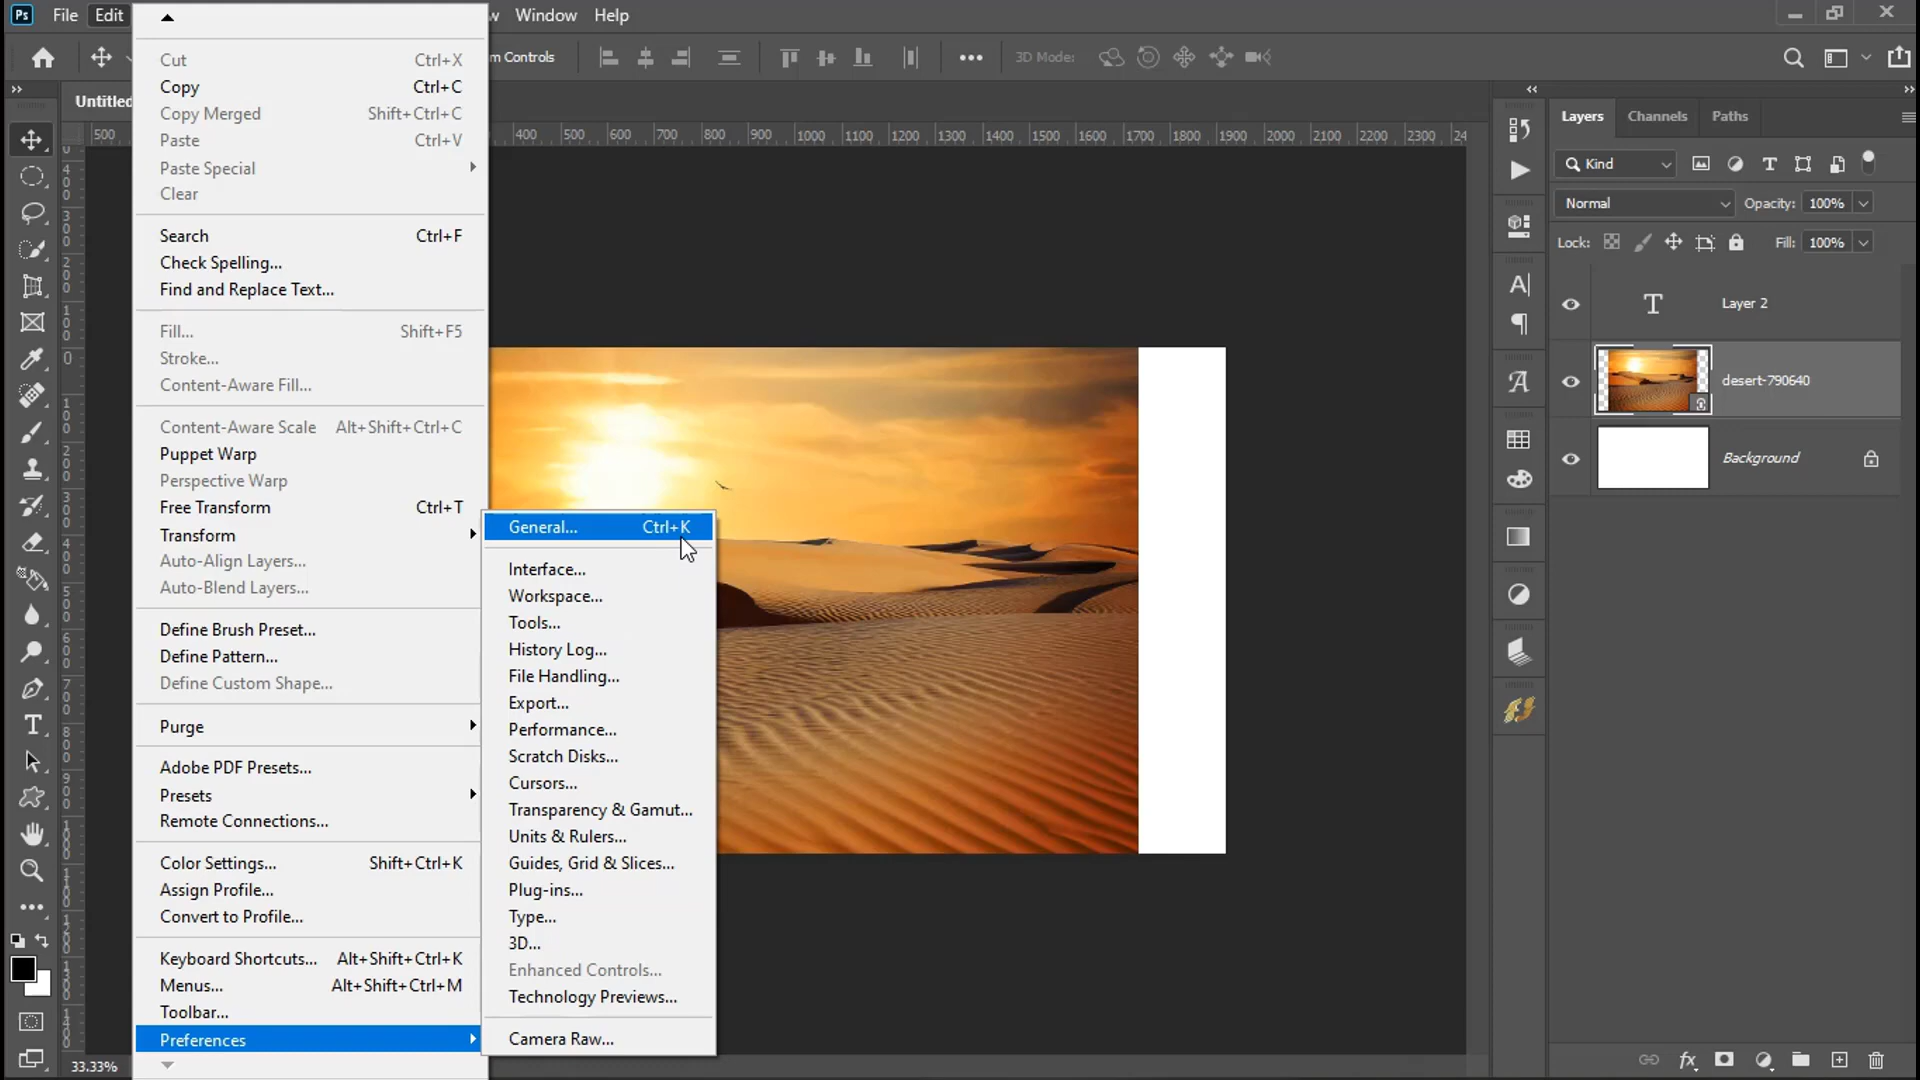 Ps File Edit Window Help
m Controls 3D Mode:
Untitled
500 400 500 600 700 800 900 1000 1100 1200 1300 1400 1500 1600 1700 1800 1900 2000 2100 2200 2300 24
Cut Ctrl+X
Copy Ctrl+C
Copy Merged Shift+Ctrl+C
Paste Ctrl+V
Paste Special
Clear
Search Ctrl+F
Check Spelling...
Find and Replace Text...
Fill... Shift+F5
Stroke...
Content-Aware Fill...
Content-Aware Scale Alt+Shift+Ctrl+C
Puppet Warp
Perspective Warp
Free Transform Ctrl+T
Transform
Auto-Align Layers...
Auto-Blend Layers...
Define Brush Preset...
Define Pattern...
Define Custom Shape...
Purge
Adobe PDF Presets...
Presets
Remote Connections...
Color Settings... Shift+Ctrl+K
Assign Profile...
Convert to Profile...
Keyboard Shortcuts... Alt+Shift+Ctrl+K
Menus... Alt+Shift+Ctrl+M
Toolbar...
Preferences
General... Ctrl+K
Interface...
Workspace...
Tools...
History Log...
File Handling...
Export...
Performance...
Scratch Disks...
Cursors...
Transparency & Gamut...
Units & Rulers...
Guides, Grid & Slices...
Plug-ins...
Type...
3D...
Enhanced Controls...
Technology Previews...
Camera Raw...
Layers Channels Paths
Kind
Normal Opacity: 100%
Lock: Fill: 100%
Layer 2
desert-790640
Background
33.33%